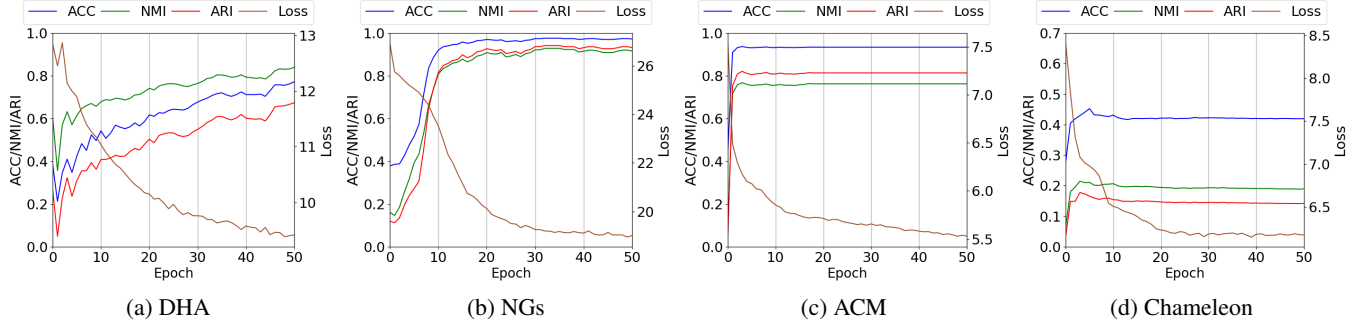 ACC NMI ARI Loss
1.0
0.8
0.6
0.4
0.2
0.0
ACC/NMI/ARI
13
12
11
10
Loss
0 10 20 30 40 50
Epoch
(a) DHA
ACC NMI ARI Loss
1.0
0.8
0.6
0.4
0.2
0.0
ACC/NMI/ARI
26
24
22
20
Loss
0 10 20 30 40 50
Epoch
(b) NGs
ACC NMI ARI Loss
1.0
0.8
0.6
0.4
0.2
0.0
ACC/NMI/ARI
7.5
7.0
6.5
6.0
5.5
Loss
0 10 20 30 40 50
Epoch
(c) ACM
ACC NMI ARI Loss
0.7
0.6
0.5
0.4
0.3
0.2
0.1
0.0
ACC/NMI/ARI
8.5
8.0
7.5
7.0
6.5
Loss
0 10 20 30 40 50
Epoch
(d) Chameleon